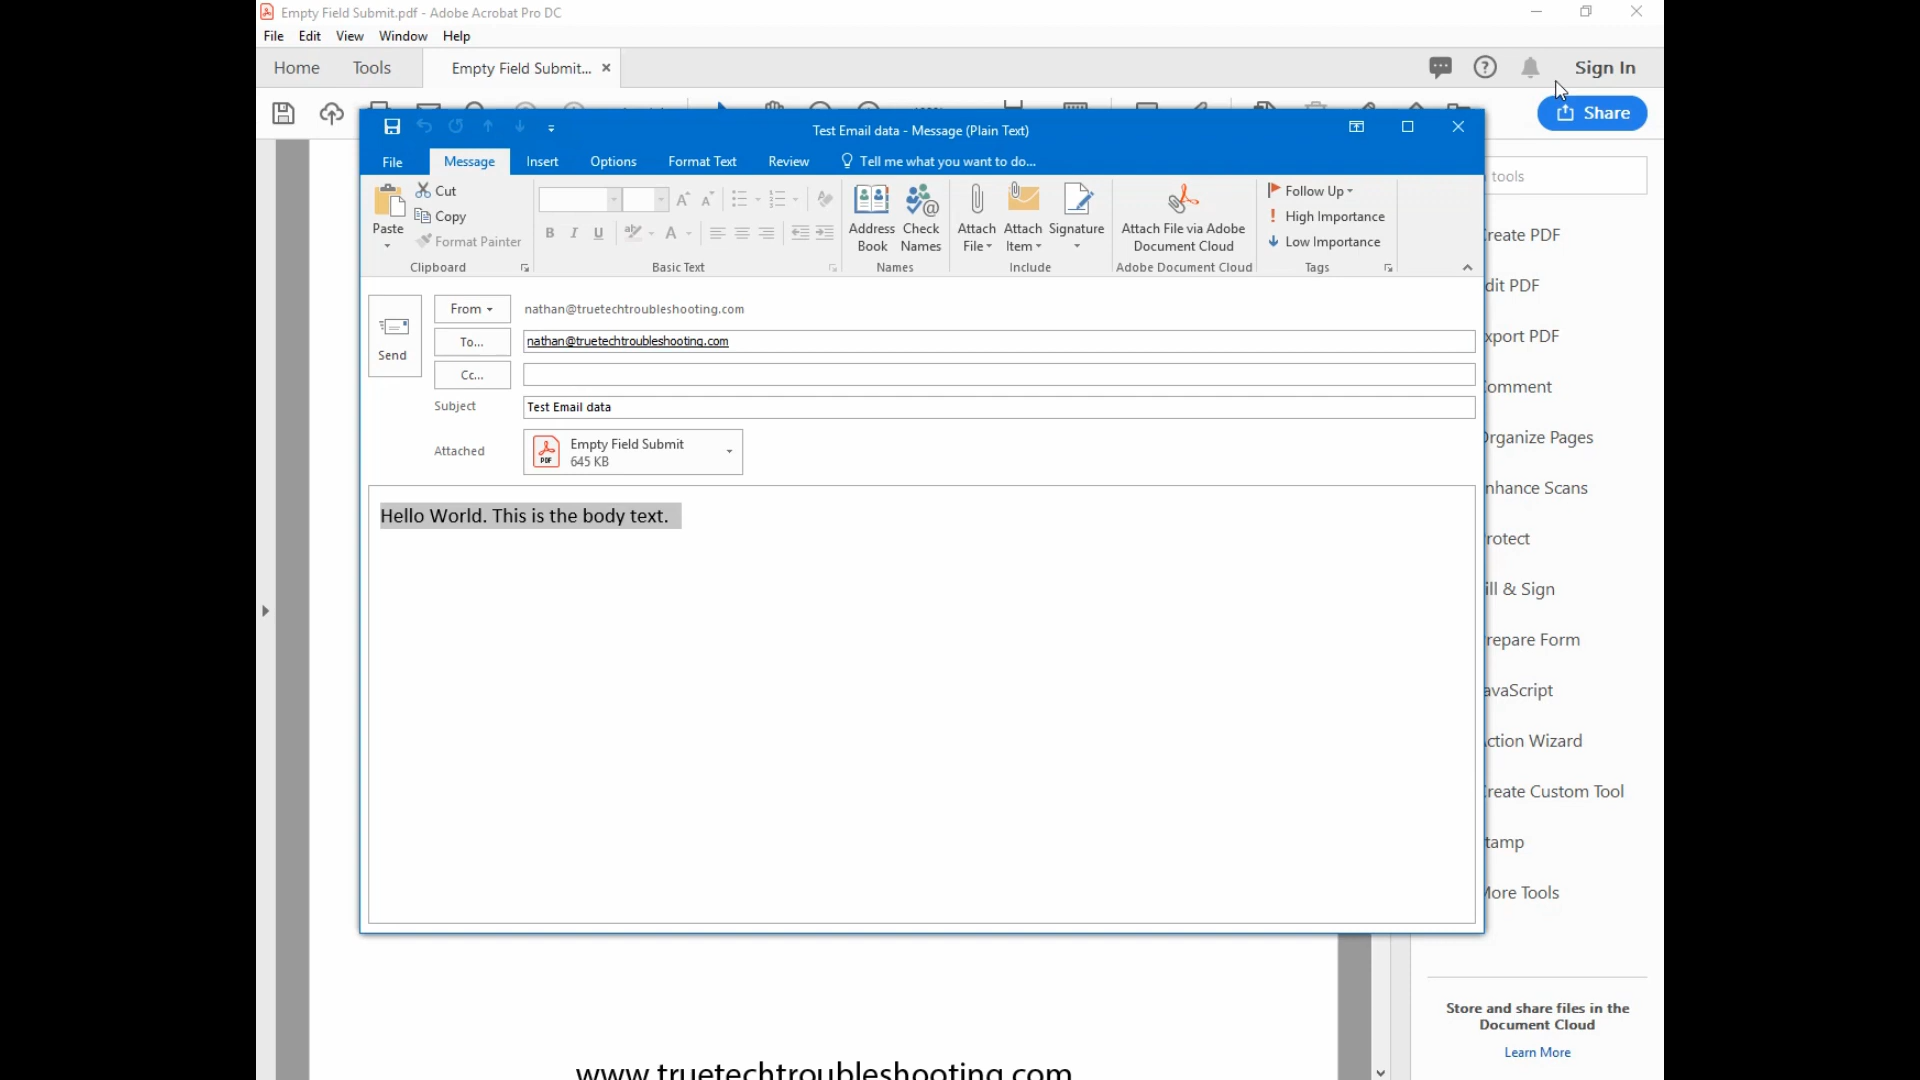 Empty Field Submit.pdf - Adobe Acrobat Pro DC
File Edit View Window Help
Home Tools Empty Field Submit... × Sign In
Share
Test Email data - Message (Plain Text)
File Message Insert Options Format Text Review Tell me what you want to do...
Paste
Cut
Copy
Format Painter
Clipboard
B I U A
Basic Text
Address Book
Check Names
Names
Attach File
Attach Item
Signature
Include
Attach File via Adobe Document Cloud
Adobe Document Cloud
Follow Up
High Importance
Low Importance
Tags
Send
From nathan@truetechtroubleshooting.com
To... nathan@truetechtroubleshooting.com
Cc...
Subject Test Email data
Attached
PDF
Empty Field Submit
645 KB
Hello World. This is the body text.
tools
reate PDF
dit PDF
xport PDF
omment
rganize Pages
nhance Scans
rotect
ill & Sign
repare Form
avaScript
ction Wizard
reate Custom Tool
tamp
More Tools
Store and share files in the
Document Cloud
Learn More
www.truetechtroubleshooting.com